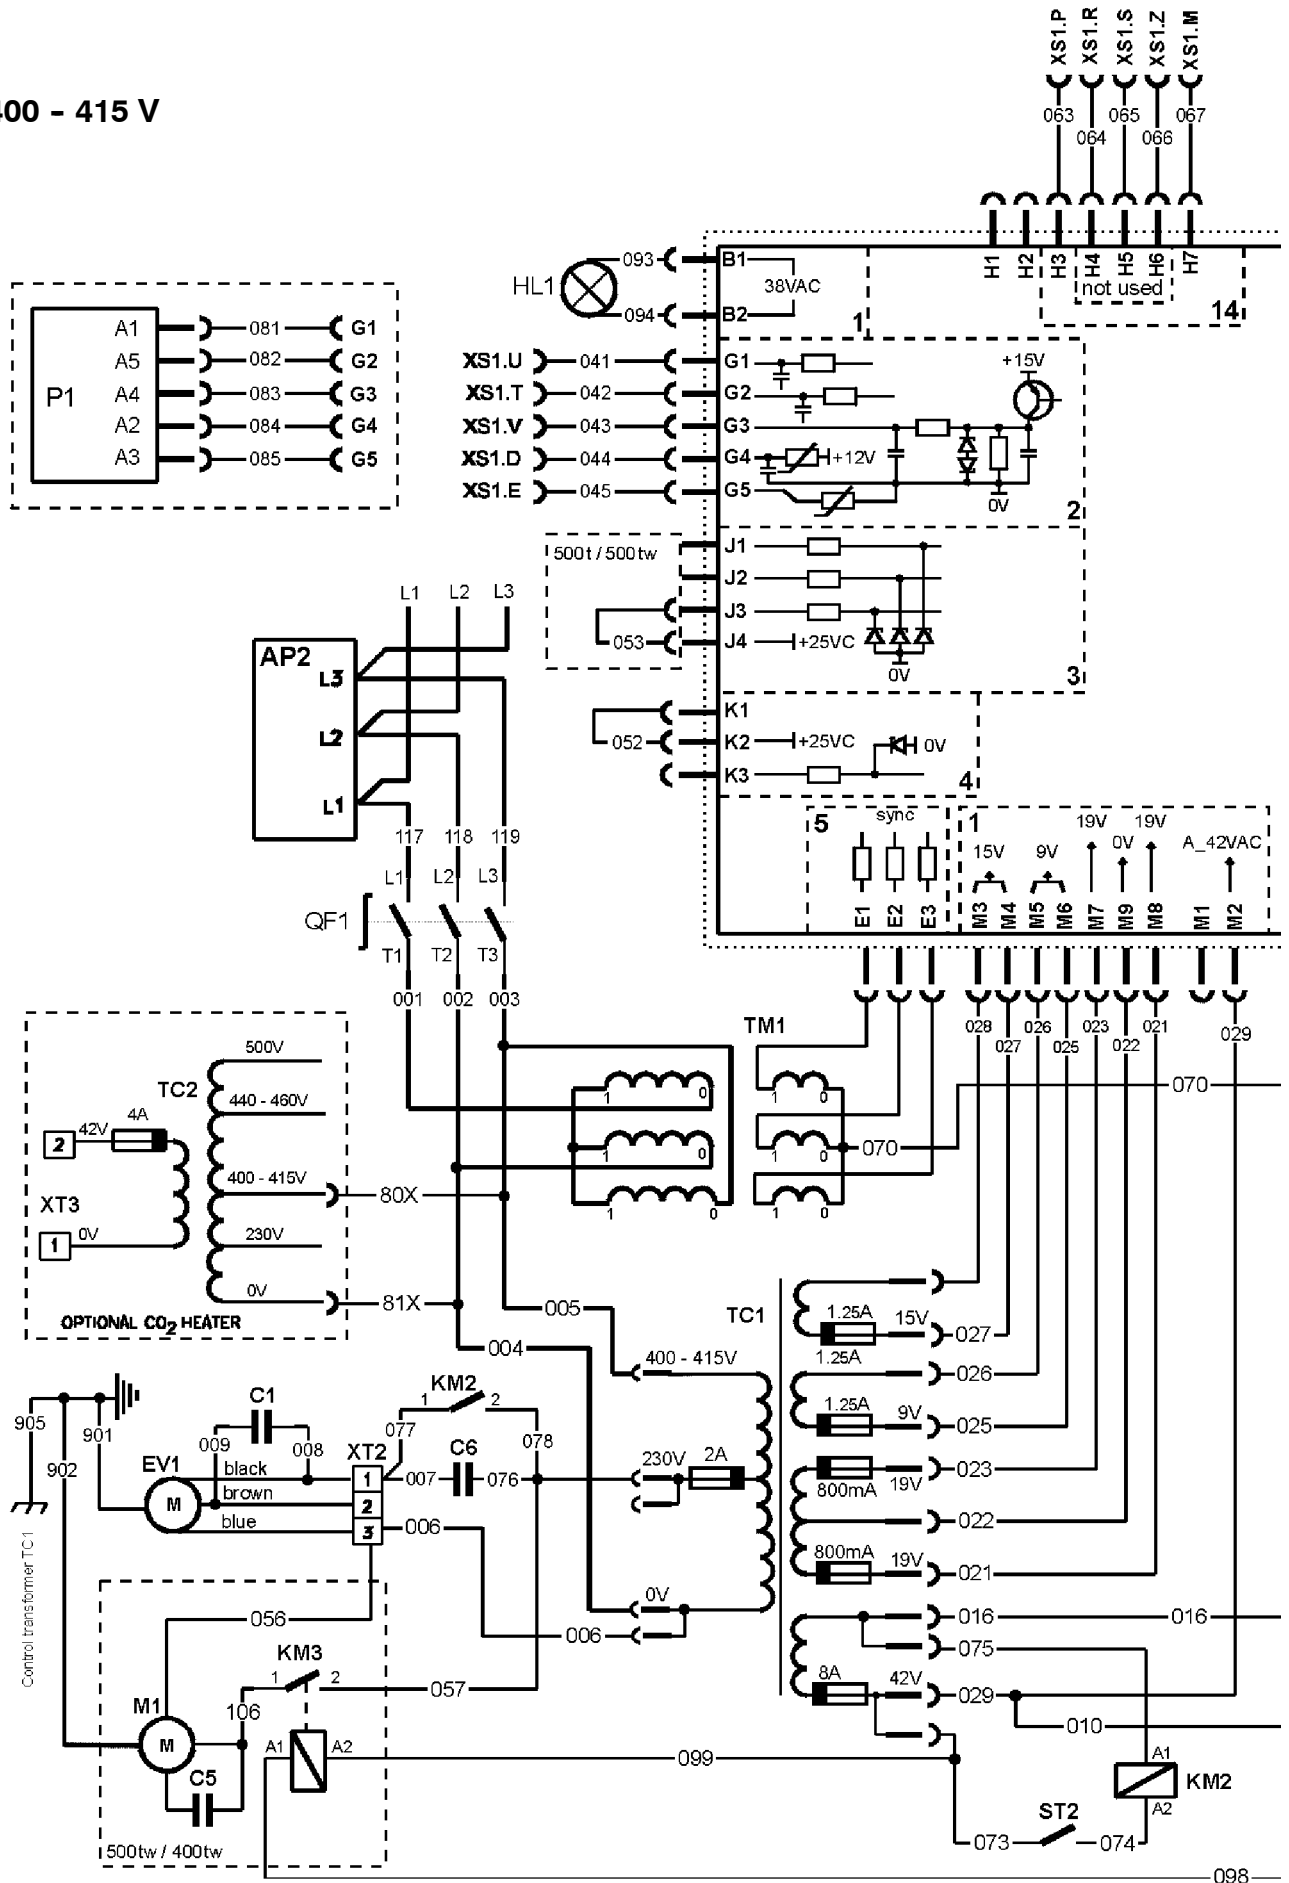 400 - 415 V
XS1.P
XS1.R
XS1.S
XS1.Z
XS1.M
063
064
065
066
067
H1
H2
H3
H4
H5
H6
H7
not used
14
HL1
093
094
B1
B2
38VAC
1
P1
A1
A5
A4
A2
A3
081
082
083
084
085
G1
G2
G3
G4
G5
XS1.U
XS1.T
XS1.V
XS1.D
XS1.E
041
042
043
044
045
G1
G2
G3
G4
G5
+15V
+12V
0V
2
500t / 500tw
053
J1
J2
J3
J4
+25VC
0V
3
052
K1
K2
K3
+25VC
0V
4
L1
L2
L3
AP2
L3
L2
L1
117
118
119
L1
L2
L3
QF1
T1
T2
T3
001
002
003
5
sync
E1
E2
E3
1
15V
9V
19V
0V
19V
A_42VAC
M3
M4
M5
M6
M7
M9
M8
M1
M2
028
027
026
025
023
022
021
029
TM1
1
0
1
0
070
1
0
1
0
070
1
0
1
0
500V
TC2
440 - 460V
4A
42V
2
400 - 415V
80X
XT3
1
0V
230V
0V
81X
OPTIONAL CO2 HEATER
005
004
TC1
400 - 415V
230V
2A
0V
006
1.25A
15V
027
1.25A
026
1.25A
9V
025
023
800mA
19V
022
800mA
19V
021
016
016
075
8A
42V
029
010
905
901
902
C1
009
008
EV1
M
black
brown
blue
XT2
1
2
3
KM2
1
2
077
078
007
C6
076
006
Control transformer TC1
056
KM3
1
2
057
M1
M
106
A1
A2
C5
500tw / 400tw
099
A1
KM2
A2
ST2
073
074
098